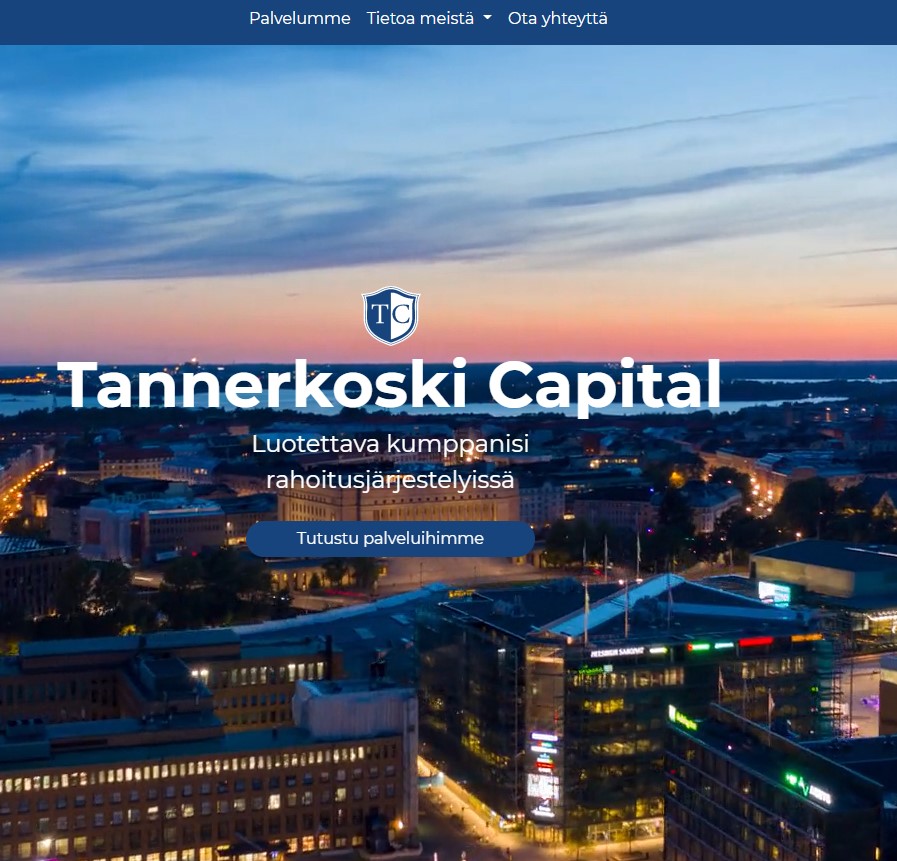 Palvelumme Tietoa meistä Ota yhteyttä
TC
Tannerkoski Capital
Luotettava kumppanisi
rahoitusjärjestelyissä
Tutustu palveluihimme
HELSINGIN SANOMAT